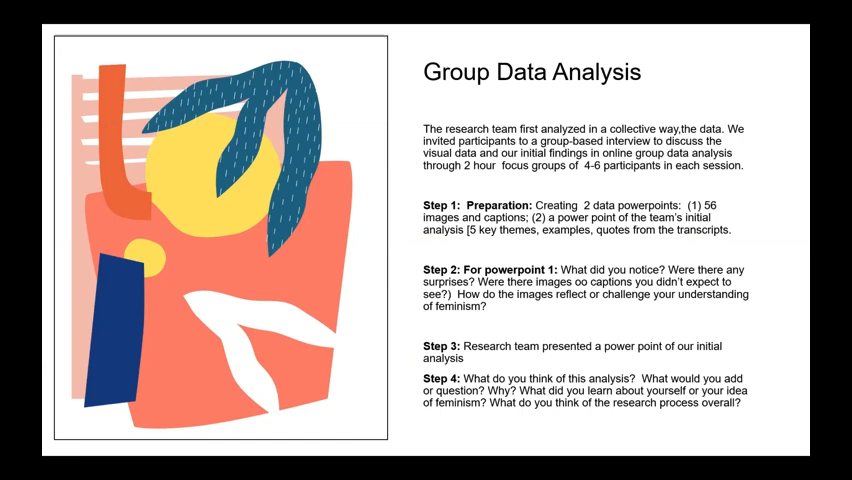 Group Data Analysis
The research team first analyzed in a collective way,the data. We
invited participants to a group-based interview to discuss the
visual data and our initial findings in online group data analysis
through 2 hour focus groups of 4-6 participants in each session.
Step 1: Preparation: Creating 2 data powerpoints: (1) 56
images and captions; (2) a power point of the team's initial
analysis [5 key themes, examples, quotes from the transcripts.
Step 2: For powerpoint 1: What did you notice? Were there any
surprises? Were there images oo captions you didn't expect to
see?) How do the images reflect or challenge your understanding
of feminism?
Step 3: Research team presented a power point of our initial
analysis
Step 4: What do you think of this analysis? What would you add
or question? Why? What did you learn about yourself or your idea
of feminism? What do you think of the research process overall?